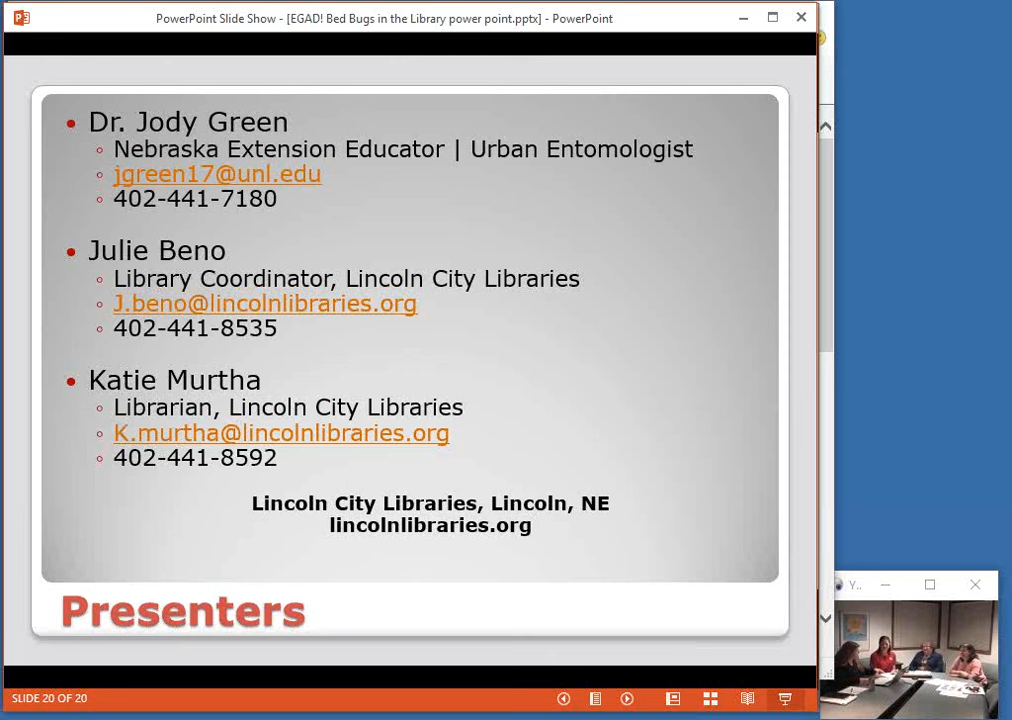 PowerPoint Slide Show - [EGAD! Bed Bugs in the Library power point.pptx] - PowerPoint
Dr. Jody Green
Nebraska Extension Educator | Urban Entomologist
jgreen17@unl.edu
402-441-7180
Julie Beno
Library Coordinator, Lincoln City Libraries
J.beno@lincolnlibraries.org
402-441-8535
Katie Murtha
Librarian, Lincoln City Libraries
K.murtha@lincolnlibraries.org
402-441-8592
Lincoln City Libraries, Lincoln, NE
lincolnlibraries.org
Presenters
Y..
SLIDE 20 OF 20